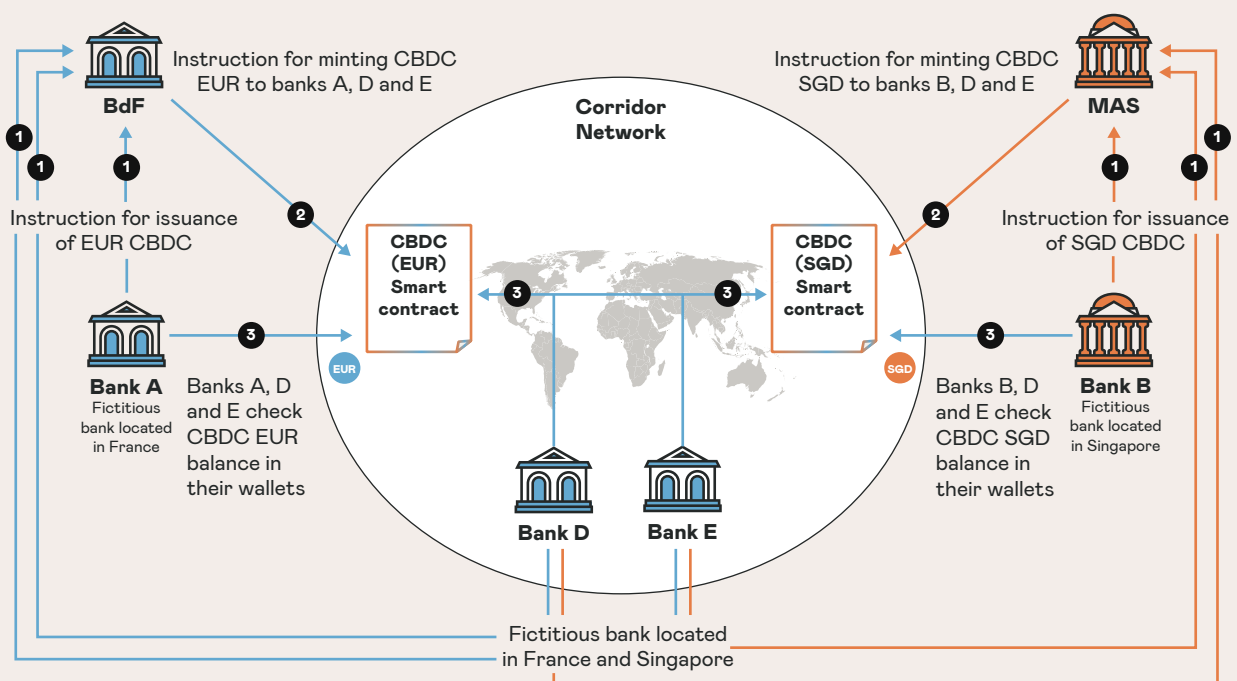 Instruction for minting CBDC
EUR to banks A, D and E
BdF
Instruction for minting CBDC
SGD to banks B, D and E
MAS
Corridor
Network
1
1
1
1
1
1
2
2
Instruction for issuance
of EUR CBDC
Instruction for issuance
of SGD CBDC
CBDC
(EUR)
Smart
contract
CBDC
(SGD)
Smart
contract
3
3
3
3
EUR
SGD
Bank A
Fictitious
bank located
in France
Banks A, D
and E check
CBDC EUR
balance in
their wallets
Banks B, D
and E check
CBDC SGD
balance in
their wallets
Bank B
Fictitious
bank located
in Singapore
Bank D
Bank E
Fictitious bank located
in France and Singapore